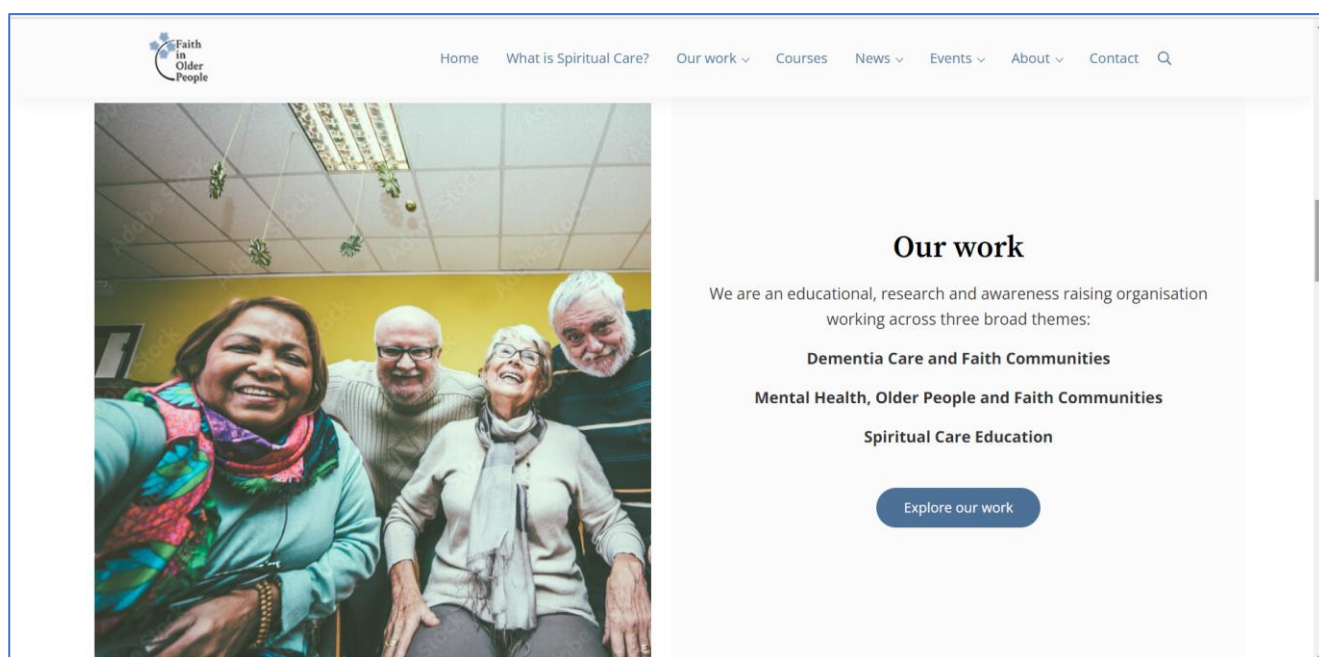 Faith
in
Older
People
Home What is Spiritual Care? Our work Courses News Events About Contact
Our work
We are an educational, research and awareness raising organisation
working across three broad themes:
Dementia Care and Faith Communities
Mental Health, Older People and Faith Communities
Spiritual Care Education
Explore our work